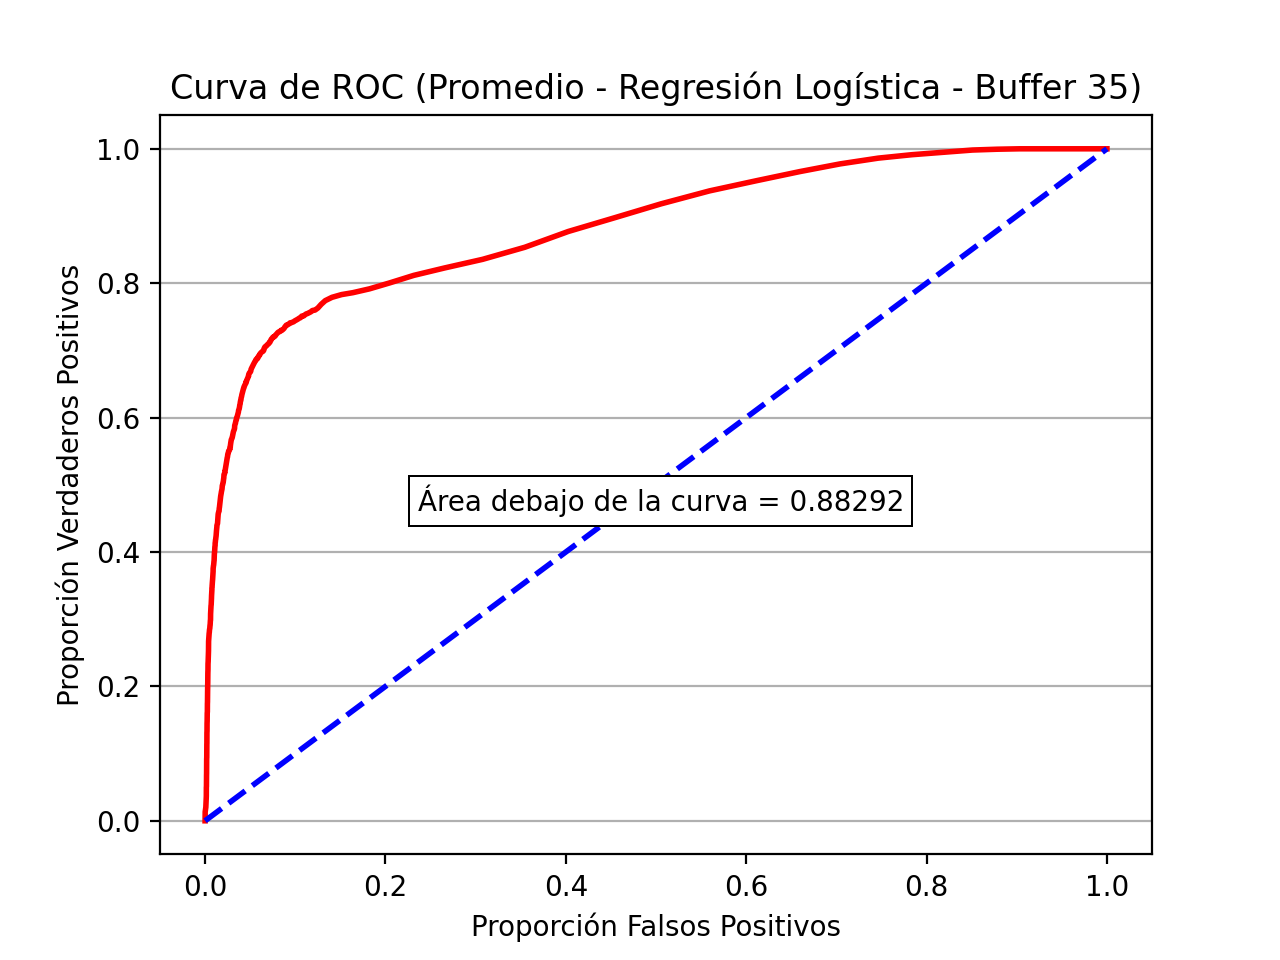 Curva de ROC (Promedio - Regresión Logística - Buffer 35)
Proporción Verdaderos Positivos
1.0
0.8
0.6
0.4
0.2
0.0
Área debajo de la curva = 0.88292
0.0 0.2 0.4 0.6 0.8 1.0
Proporción Falsos Positivos